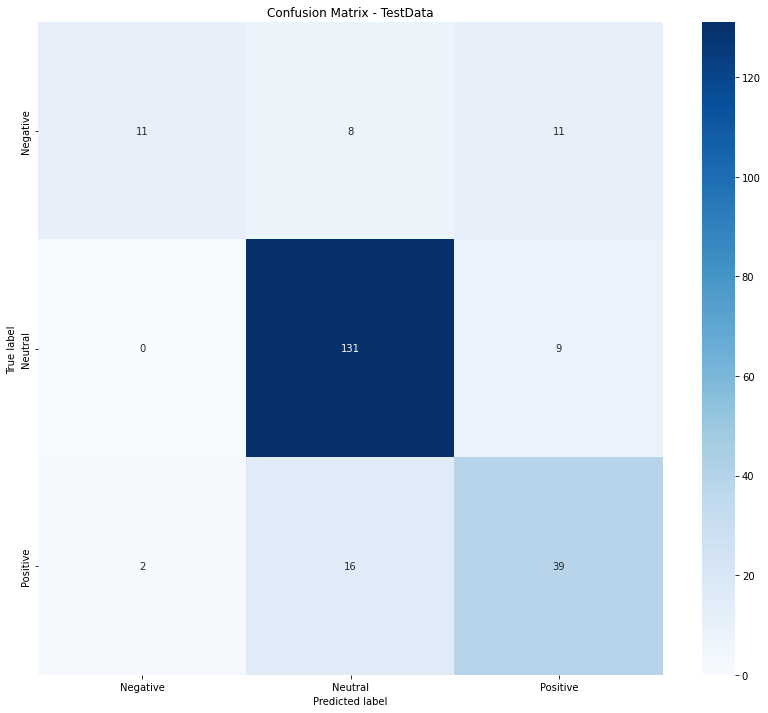 Confusion Matrix - TestData
120
100
80
60
40
20
0
True label
Negative
11
8
11
Neutral
0
131
9
Positive
2
16
39
Negative
Neutral
Positive
Predicted label